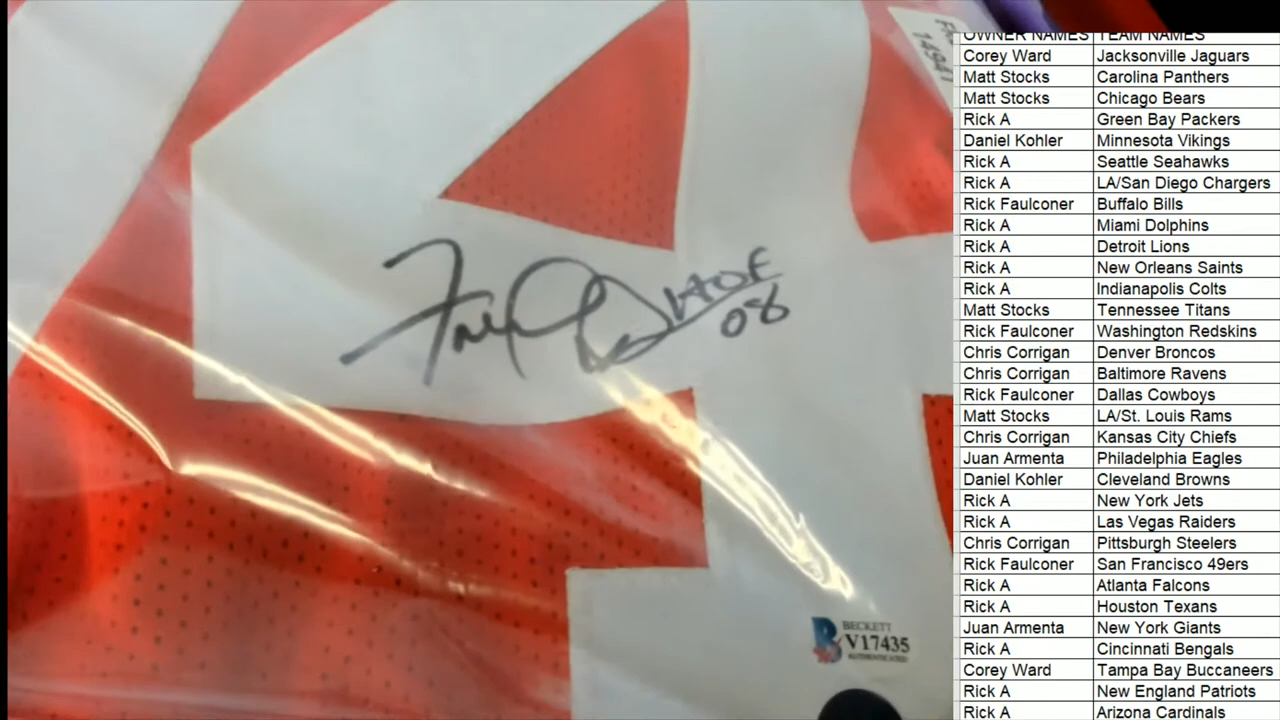 14941
HOF
08
BECKETT
V17435
AUTHENTICATED
OWNER NAMES TEAM NAMES
Corey Ward Jacksonville Jaguars
Matt Stocks Carolina Panthers
Matt Stocks Chicago Bears
Rick A Green Bay Packers
Daniel Kohler Minnesota Vikings
Rick A Seattle Seahawks
Rick A LA/San Diego Chargers
Rick Faulconer Buffalo Bills
Rick A Miami Dolphins
Rick A Detroit Lions
Rick A New Orleans Saints
Rick A Indianapolis Colts
Matt Stocks Tennessee Titans
Rick Faulconer Washington Redskins
Chris Corrigan Denver Broncos
Chris Corrigan Baltimore Ravens
Rick Faulconer Dallas Cowboys
Matt Stocks LA/St. Louis Rams
Chris Corrigan Kansas City Chiefs
Juan Armenta Philadelphia Eagles
Daniel Kohler Cleveland Browns
Rick A New York Jets
Rick A Las Vegas Raiders
Chris Corrigan Pittsburgh Steelers
Rick Faulconer San Francisco 49ers
Rick A Atlanta Falcons
Rick A Houston Texans
Juan Armenta New York Giants
Rick A Cincinnati Bengals
Corey Ward Tampa Bay Buccaneers
Rick A New England Patriots
Rick A Arizona Cardinals